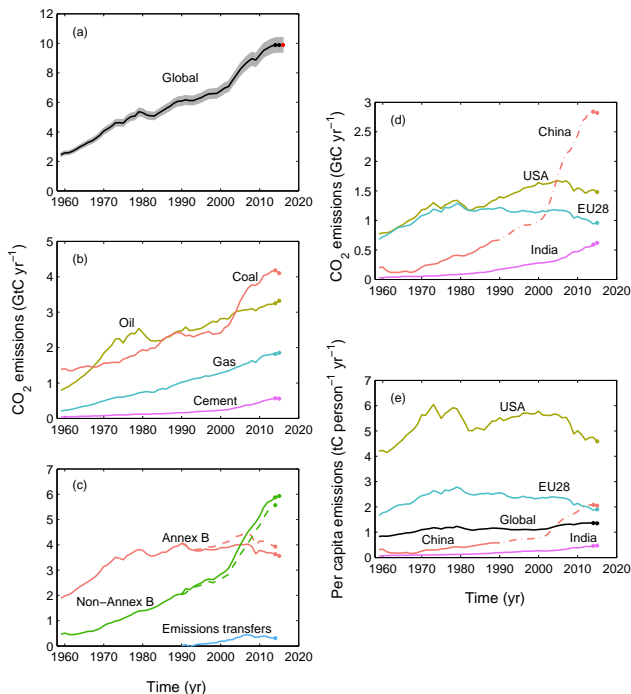 (a)
Global
12
10
8
6
4
2
0
1960 1970 1980 1990 2000 2010 2020
CO₂ emissions (GtC yr⁻¹)
(b)
Coal
Oil
Gas
Cement
5
4
3
2
1
0
1960 1970 1980 1990 2000 2010 2020
(c)
Annex B
Non−Annex B
Emissions transfers
7
6
5
4
3
2
1
0
1960 1970 1980 1990 2000 2010 2020
Time (yr)
(d)
China
USA
EU28
India
3
2.5
2
1.5
1
0.5
0
1960 1970 1980 1990 2000 2010 2020
CO₂ emissions (GtC yr⁻¹)
(e)
USA
EU28
Global
China
India
7
6
5
4
3
2
1
0
1960 1970 1980 1990 2000 2010 2020
Per capita emissions (tC person⁻¹ yr⁻¹)
Time (yr)